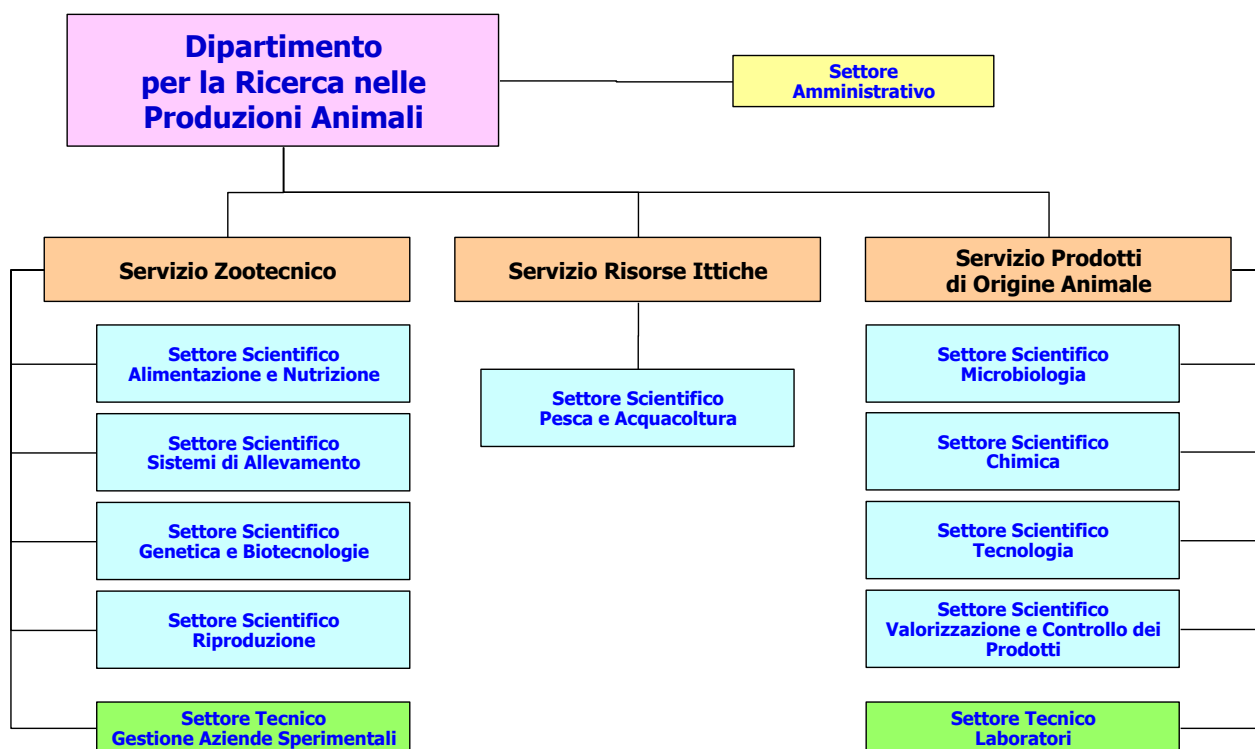 Dipartimento
per la Ricerca nelle
Produzioni Animali
Settore
Amministrativo
Servizio Zootecnico
Servizio Risorse Ittiche
Servizio Prodotti
di Origine Animale
Settore Scientifico
Alimentazione e Nutrizione
Settore Scientifico
Sistemi di Allevamento
Settore Scientifico
Genetica e Biotecnologie
Settore Scientifico
Riproduzione
Settore Tecnico
Gestione Aziende Sperimentali
Settore Scientifico
Pesca e Acquacoltura
Settore Scientifico
Microbiologia
Settore Scientifico
Chimica
Settore Scientifico
Tecnologia
Settore Scientifico
Valorizzazione e Controllo dei
Prodotti
Settore Tecnico
Laboratori